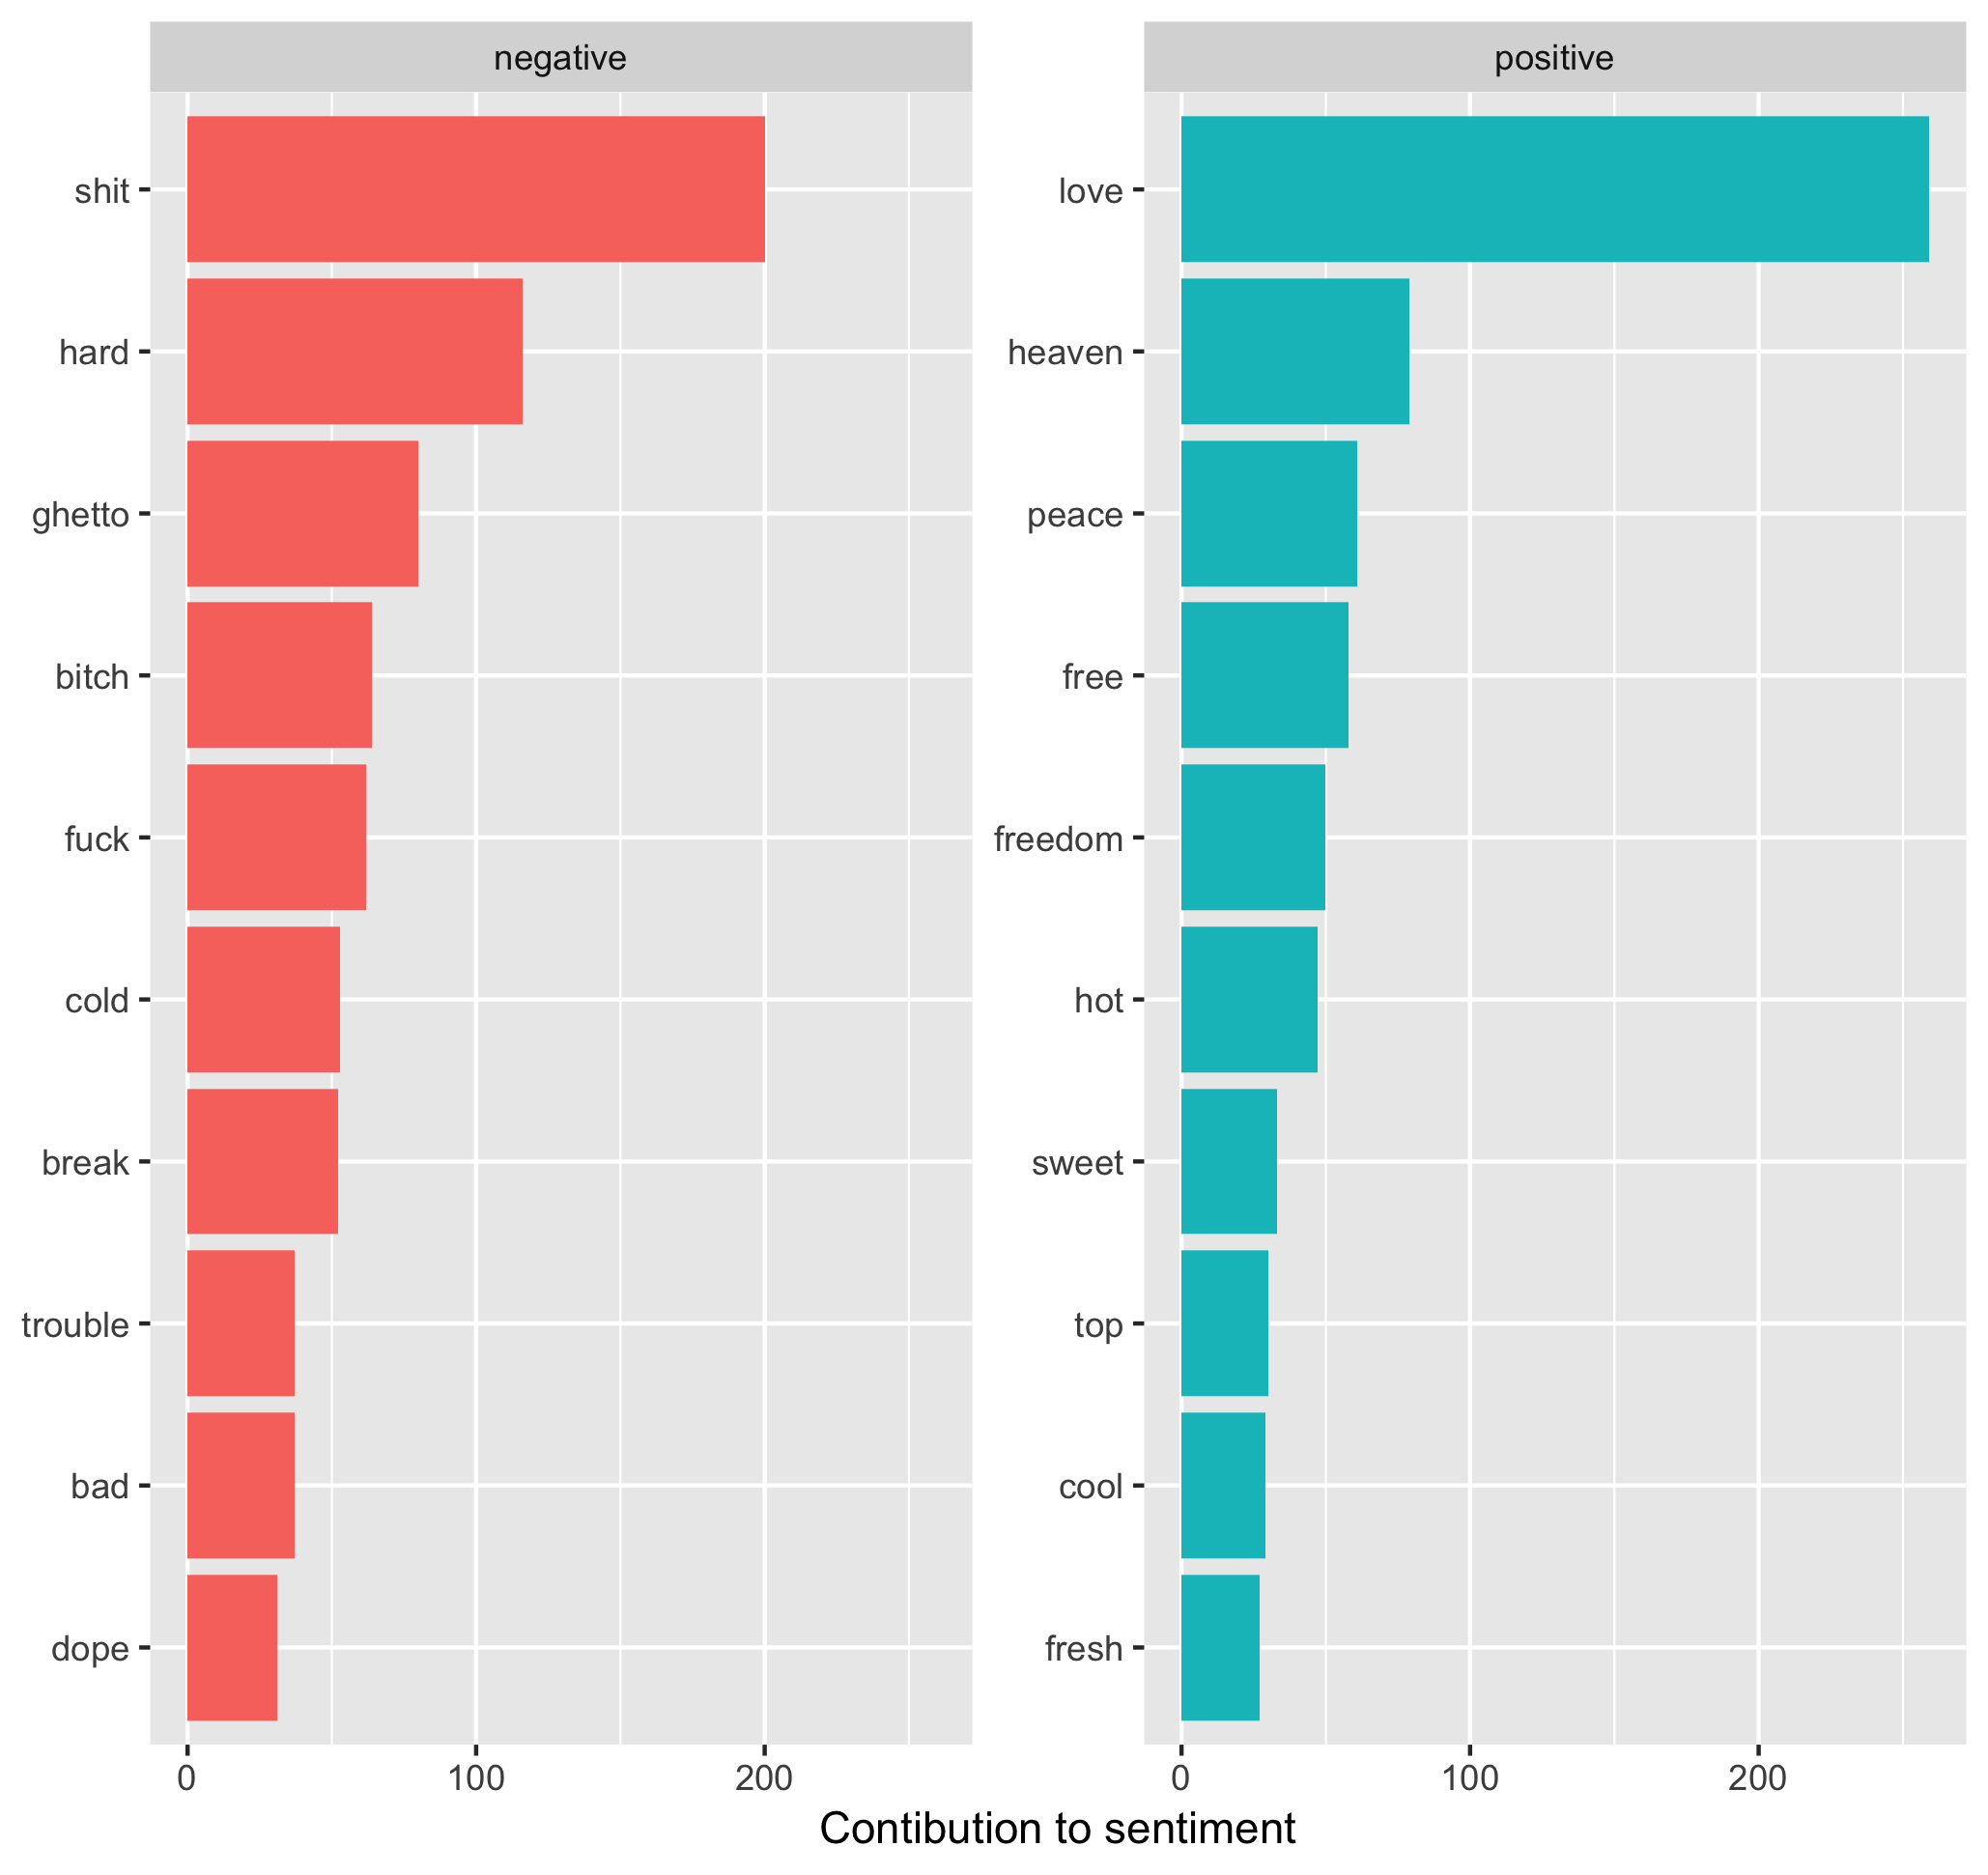 negative
shit
hard
ghetto
bitch
fuck
cold
break
trouble
bad
dope
0 100 200
positive
love
heaven
peace
free
freedom
hot
sweet
top
cool
fresh
0 100 200
Contibution to sentiment